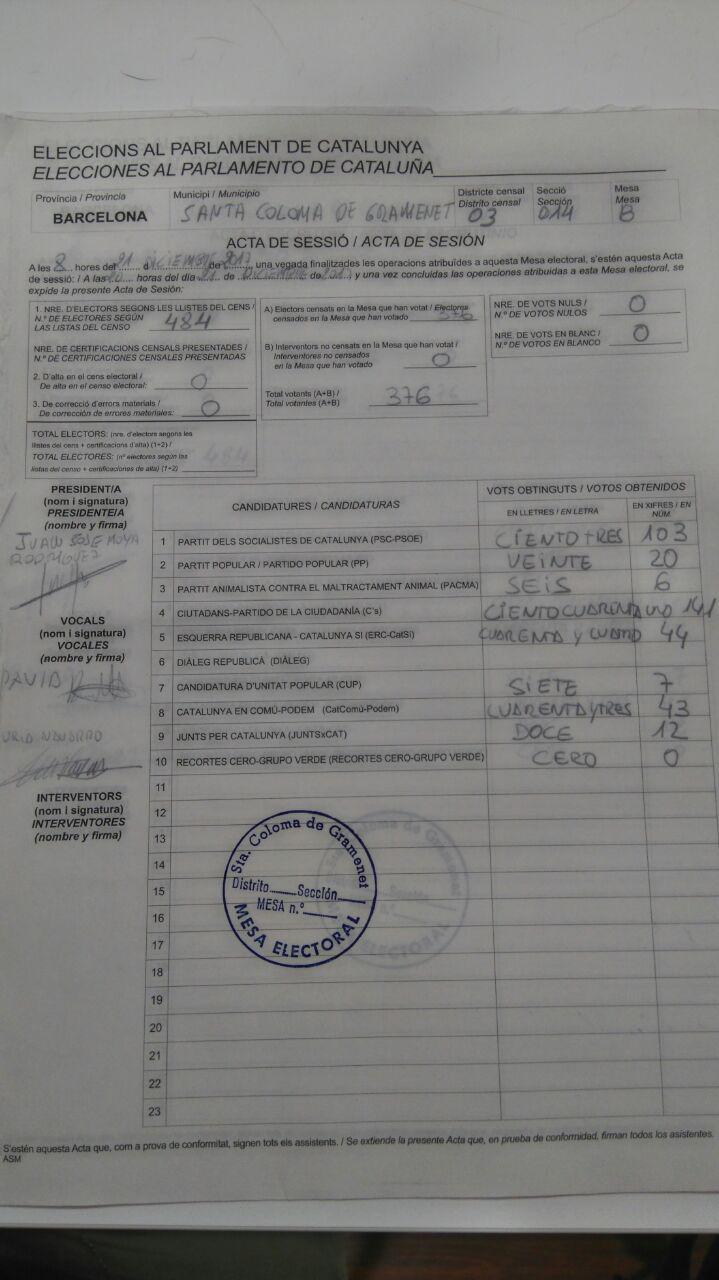 ELECCIONS AL PARLAMENT DE CATALUNYA
ELECCIONES AL PARLAMENTO DE CATALUÑA
Província / Provincia
BARCELONA
Municipi / Municipio
SANTA COLOMA DE GRAMENET
Districte censal
Distrito censal
03
Secció
Sección
014
Mesa
Mesa
B
ACTA DE SESSIÓ / ACTA DE SESIÓN
A les 8 hores del 21 d DICIEMBRE de 2017, una vegada finalitzades les operacions atribuïdes a aquesta Mesa electoral, s'estén aquesta Acta
de sessió: / A las 20 horas del día 21 de DICIEMBRE de 2017 y una vez concluidas las operaciones atribuidas a esta Mesa electoral, se
expide la presente Acta de Sesión:
1. NRE. D'ELECTORS SEGONS LES LLISTES DEL CENS /
N.º DE ELECTORES SEGÚN
LAS LISTAS DEL CENSO
484
NRE. DE CERTIFICACIONS CENSALS PRESENTADES /
N.º DE CERTIFICACIONES CENSALES PRESENTADAS
2. D'alta en el cens electoral /
De alta en el censo electoral: 0
3. De correcció d'errors materials /
De corrección de errores materiales: 0
TOTAL ELECTORS: (nre. d'electors segons les
llistes del cens + certificacions d'alta) (1+2) /
TOTAL ELECTORES: (nº electores según las
listas del censo + certificaciones de alta) (1+2)
484
A) Electors censats en la Mesa que han votat / Electores
censados en la Mesa que han votado 376
B) Interventors no censats en la Mesa que han votat /
Interventores no censados
en la Mesa que han votado 0
Total votants (A+B) /
Total votantes (A+B) 376
NRE. DE VOTS NULS /
N.º DE VOTOS NULOS 0
NRE. DE VOTS EN BLANC /
N.º DE VOTOS EN BLANCO 0
PRESIDENT/A
(nom i signatura)
PRESIDENTE/A
(nombre y firma)
JUAN JOSE MOYA
RODRIGUEZ
VOCALS
(nom i signatura)
VOCALES
(nombre y firma)
DAVID
NAVARRO
INTERVENTORS
(nom i signatura)
INTERVENTORES
(nombre y firma)
CANDIDATURES / CANDIDATURAS
VOTS OBTINGUTS / VOTOS OBTENIDOS
EN LLETRES / EN LETRA
EN XIFRES / EN NÚM.
1 PARTIT DELS SOCIALISTES DE CATALUNYA (PSC-PSOE) CIENTO TRES 103
2 PARTIT POPULAR / PARTIDO POPULAR (PP) VEINTE 20
3 PARTIT ANIMALISTA CONTRA EL MALTRACTAMENT ANIMAL (PACMA) SEIS 6
4 CIUTADANS-PARTIDO DE LA CIUDADANÍA (C's) CIENTO CUARENTA UNO 141
5 ESQUERRA REPUBLICANA - CATALUNYA SI (ERC-CatSi) CUARENTA Y CUATRO 44
6 DIÀLEG REPUBLICÀ (DIÀLEG)
7 CANDIDATURA D'UNITAT POPULAR (CUP) SIETE 7
8 CATALUNYA EN COMÚ-PODEM (CatComú-Podem) CUARENTA Y TRES 43
9 JUNTS PER CATALUNYA (JUNTSxCAT) DOCE 12
10 RECORTES CERO-GRUPO VERDE (RECORTES CERO-GRUPO VERDE) CERO 0
11
12
13
14
15
16
17
18
19
20
21
22
23
Sta. Coloma de Gramenet
Distrito Sección
MESA n.º
MESA ELECTORAL
S'estén aquesta Acta que, com a prova de conformitat, signen tots els assistents. / Se extiende la presente Acta que, en prueba de conformidad, firman todos los asistentes.
ASM